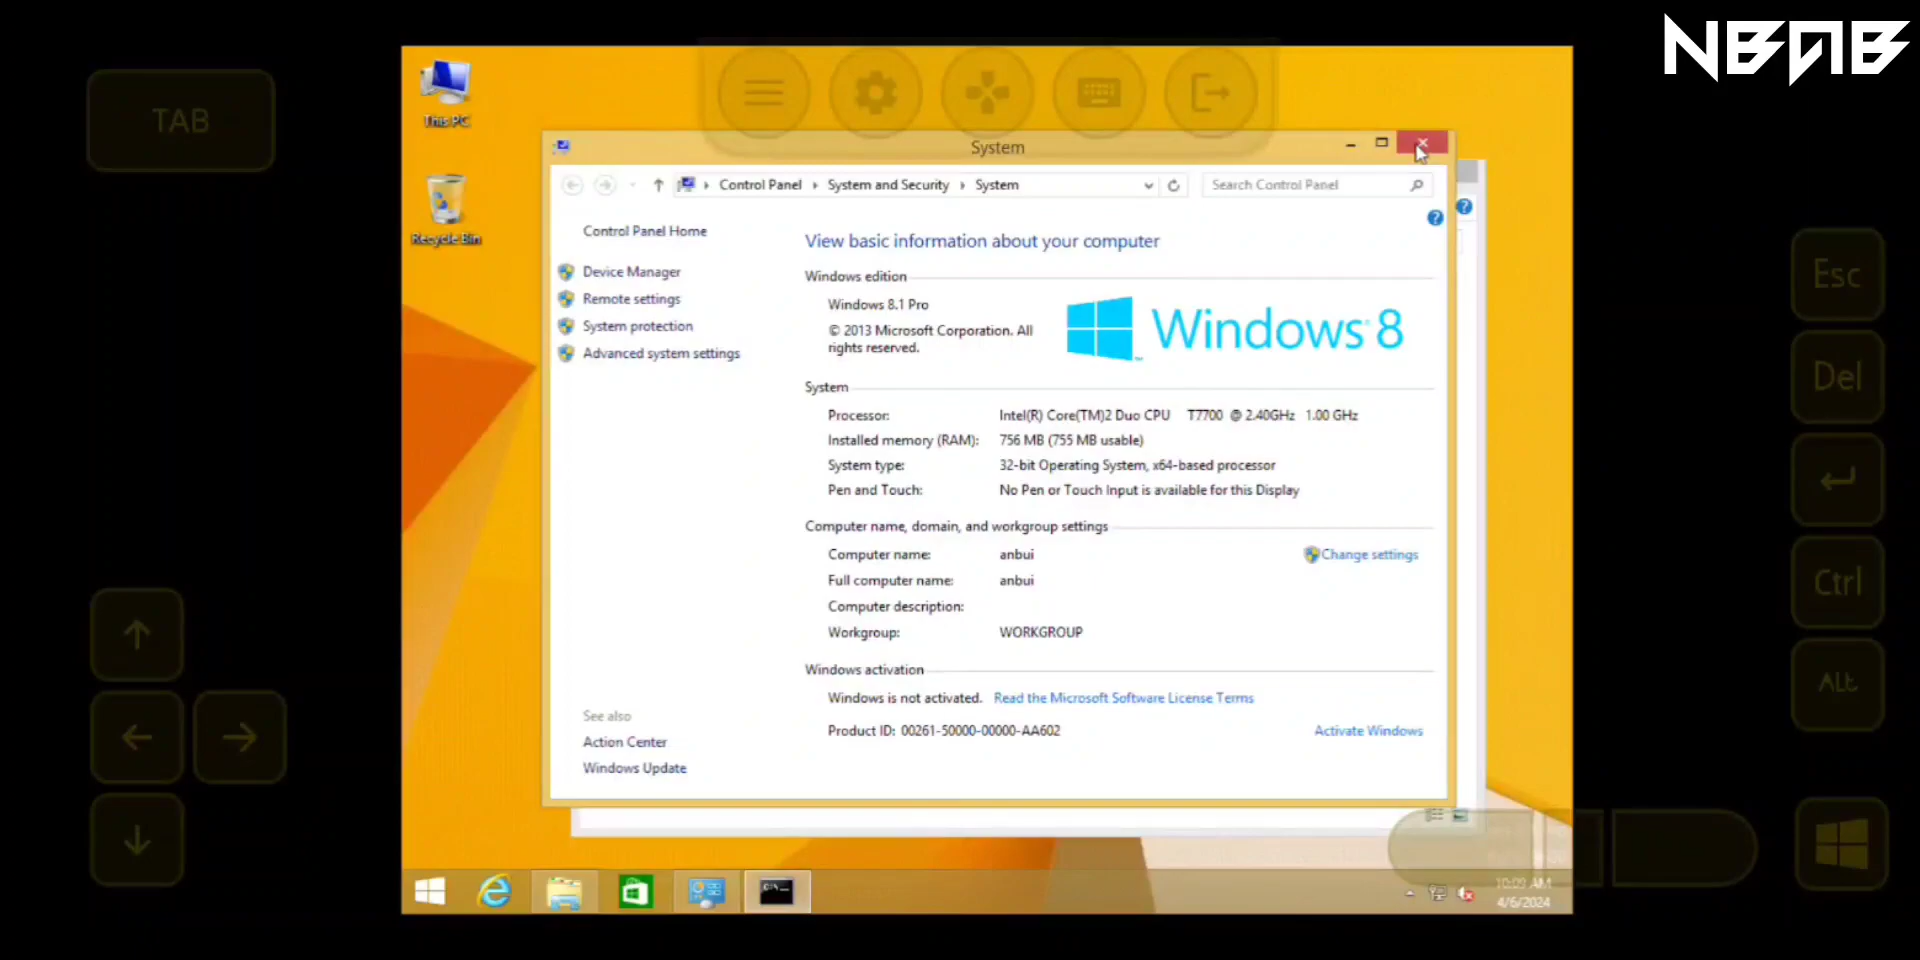 NBAB
TAB
This PC
Recycle Bin
System
Control Panel System and Security System
Search Control Panel
Control Panel Home
Device Manager
Remote settings
System protection
Advanced system settings
See also
Action Center
Windows Update
View basic information about your computer
Windows edition
Windows 8.1 Pro
© 2013 Microsoft Corporation. All
rights reserved.
Windows 8
System
Processor: Intel(R) Core(TM)2 Duo CPU T7700 @ 2.40GHz 1.00 GHz
Installed memory (RAM): 756 MB (755 MB usable)
System type: 32-bit Operating System, x64-based processor
Pen and Touch: No Pen or Touch Input is available for this Display
Computer name, domain, and workgroup settings
Computer name: anbui
Change settings
Full computer name: anbui
Computer description:
Workgroup: WORKGROUP
Windows activation
Windows is not activated. Read the Microsoft Software License Terms
Product ID: 00261-50000-00000-AA602
Activate Windows
Esc
Del
Ctrl
Alt
10:09 AM
4/6/2024